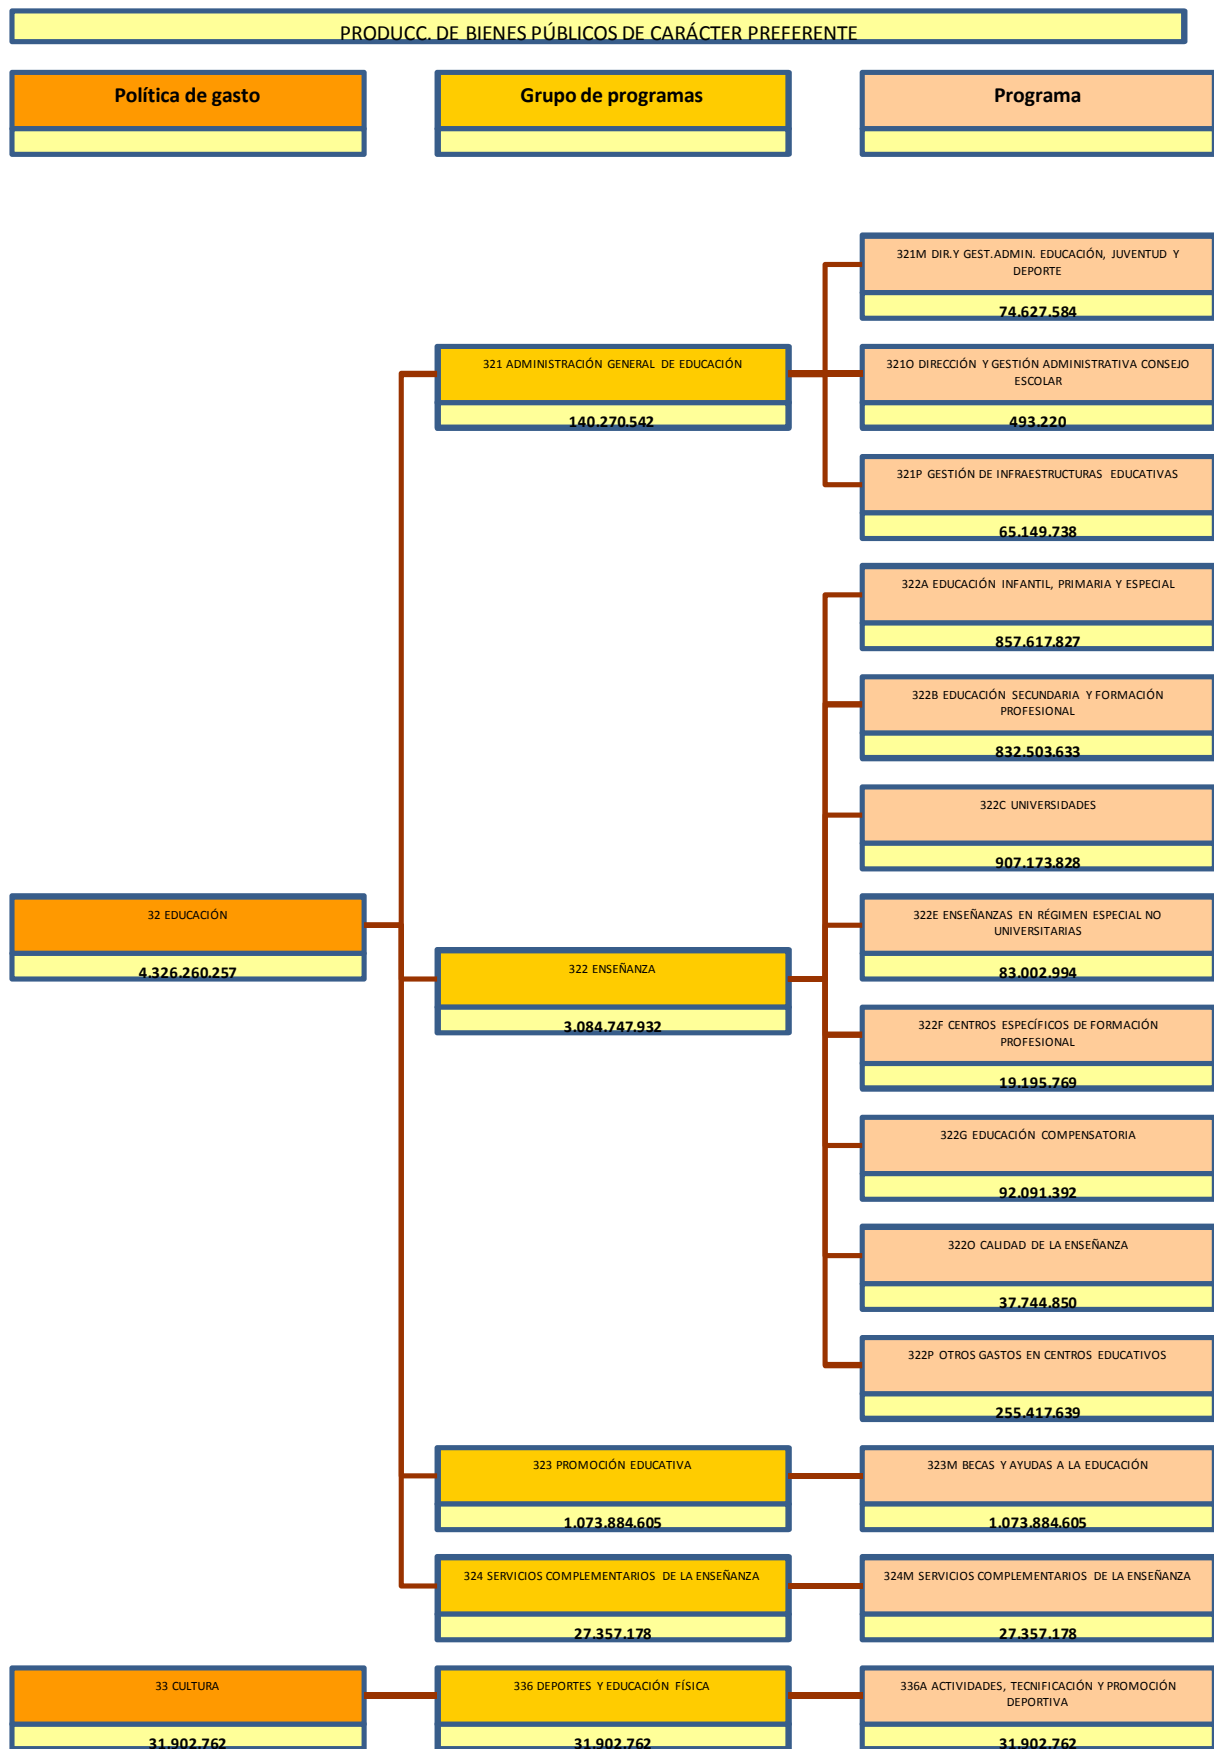 PRODUCC. DE BIENES PÚBLICOS DE CARÁCTER PREFERENTE
Política de gasto
Grupo de programas
Programa
321M DIR.Y GEST.ADMIN. EDUCACIÓN, JUVENTUD Y
DEPORTE
74.627.584
321 ADMINISTRACIÓN GENERAL DE EDUCACIÓN
140.270.542
321O DIRECCIÓN Y GESTIÓN ADMINISTRATIVA CONSEJO
ESCOLAR
493.220
321P GESTIÓN DE INFRAESTRUCTURAS EDUCATIVAS
65.149.738
322A EDUCACIÓN INFANTIL, PRIMARIA Y ESPECIAL
857.617.827
322B EDUCACIÓN SECUNDARIA Y FORMACIÓN
PROFESIONAL
832.503.633
322C UNIVERSIDADES
907.173.828
32 EDUCACIÓN
4.326.260.257
322E ENSEÑANZAS EN RÉGIMEN ESPECIAL NO
UNIVERSITARIAS
83.002.994
322 ENSEÑANZA
3.084.747.932
322F CENTROS ESPECÍFICOS DE FORMACIÓN
PROFESIONAL
19.195.769
322G EDUCACIÓN COMPENSATORIA
92.091.392
322O CALIDAD DE LA ENSEÑANZA
37.744.850
322P OTROS GASTOS EN CENTROS EDUCATIVOS
255.417.639
323 PROMOCIÓN EDUCATIVA
1.073.884.605
323M BECAS Y AYUDAS A LA EDUCACIÓN
1.073.884.605
324 SERVICIOS COMPLEMENTARIOS DE LA ENSEÑANZA
27.357.178
324M SERVICIOS COMPLEMENTARIOS DE LA ENSEÑANZA
27.357.178
33 CULTURA
31.902.762
336 DEPORTES Y EDUCACIÓN FÍSICA
31.902.762
336A ACTIVIDADES, TECNIFICACIÓN Y PROMOCIÓN
DEPORTIVA
31.902.762